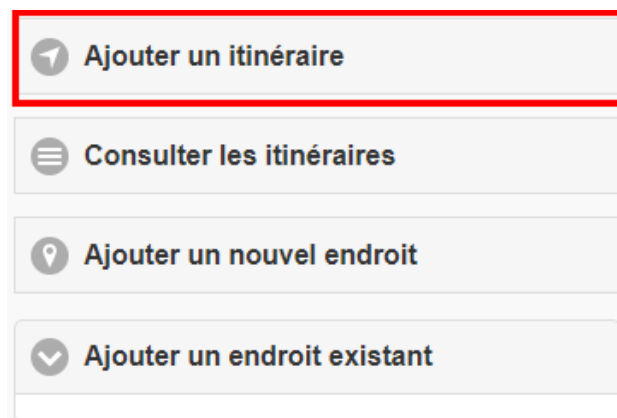 Ajouter un itinéraire
Consulter les itinéraires
Ajouter un nouvel endroit
Ajouter un endroit existant